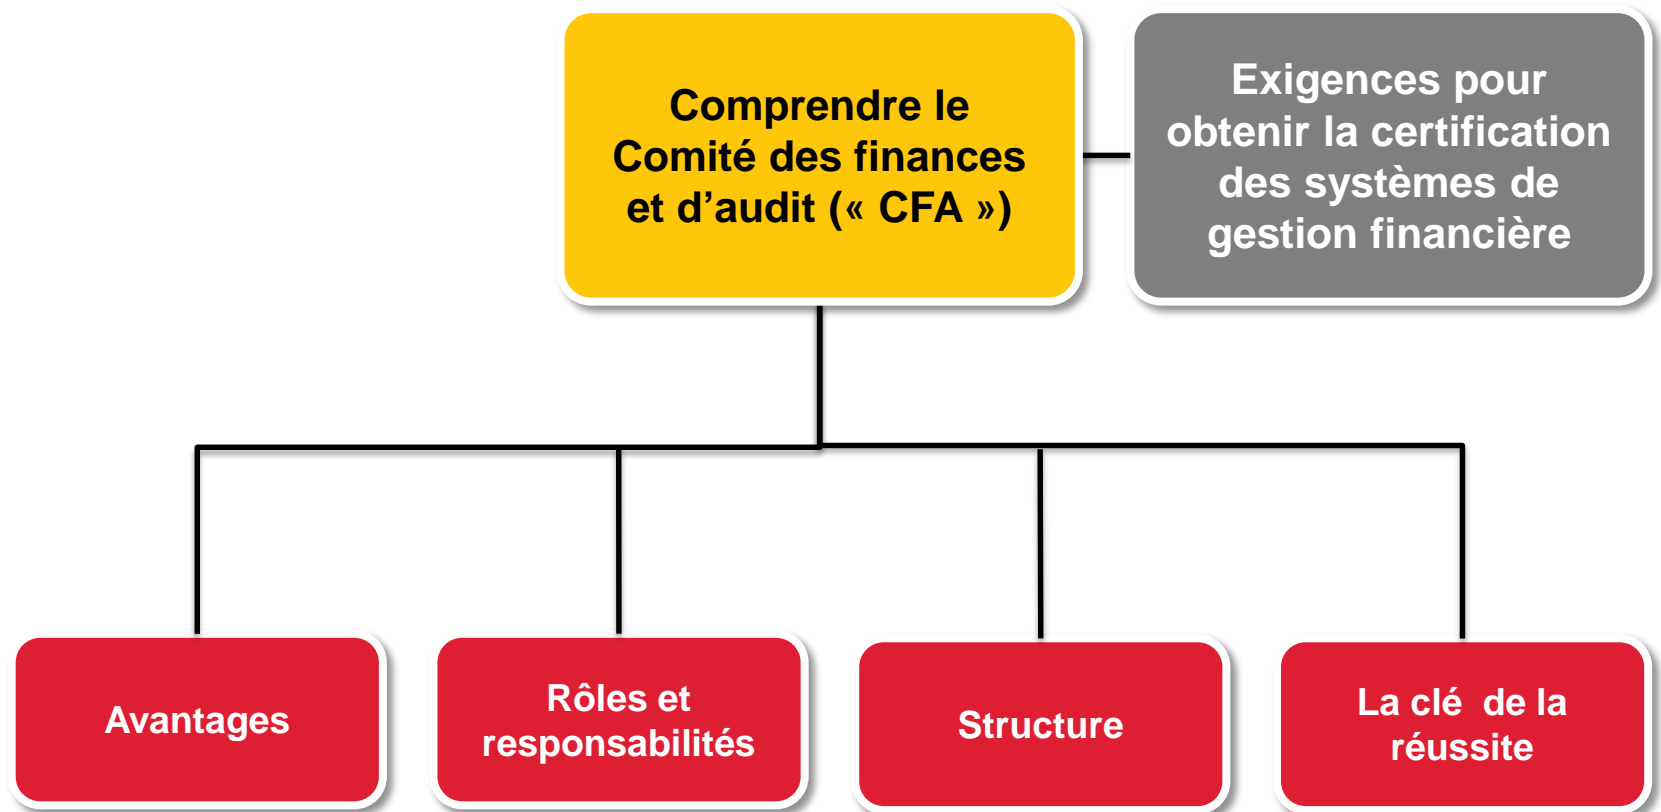 Comprendre le
Comité des finances
et d'audit (« CFA »)
Exigences pour
obtenir la certification
des systèmes de
gestion financière
Avantages
Rôles et
responsabilités
Structure
La clé  de la
réussite